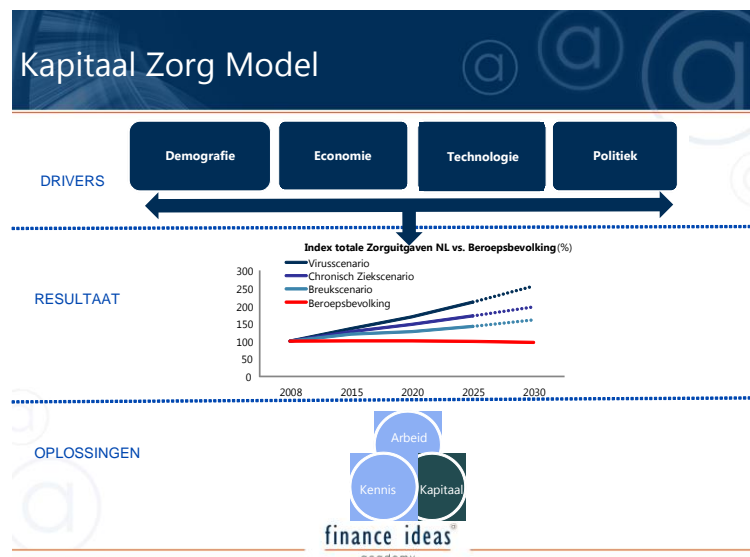 Kapitaal Zorg Model
Demografie Economie Technologie Politiek
DRIVERS
Index totale Zorguitgaven NL vs. Beroepsbevolking (%)
Virusscenario
Chronisch Ziekscenario
Breukscenario
Beroepsbevolking
300
250
200
150
100
50
0
2008 2015 2020 2025 2030
RESULTAAT
OPLOSSINGEN
Arbeid
Kennis Kapitaal
finance ideas@
academy